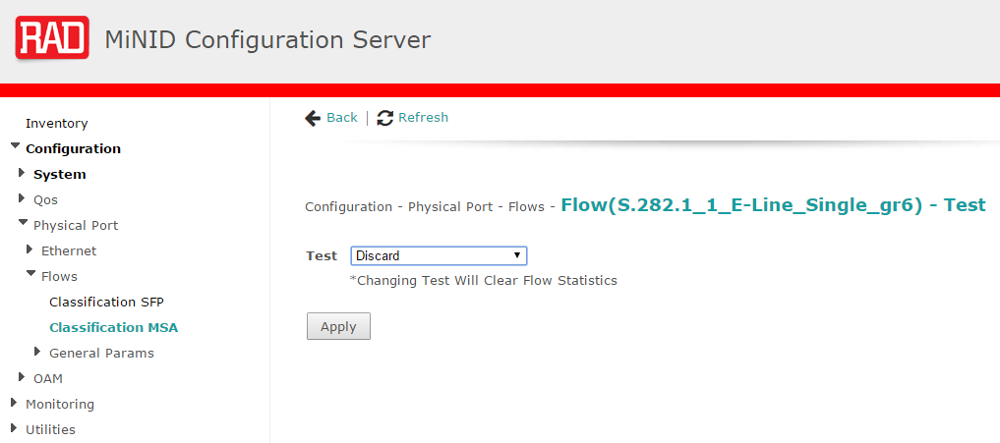 RAD MiNID Configuration Server
Back | Refresh
Inventory
Configuration
System
Qos
Physical Port
Ethernet
Flows
Classification SFP
Classification MSA
General Params
OAM
Monitoring
Utilities
Configuration - Physical Port - Flows - Flow(S.282.1_1_E-Line_Single_gr6) - Test
Test Discard
*Changing Test Will Clear Flow Statistics
Apply